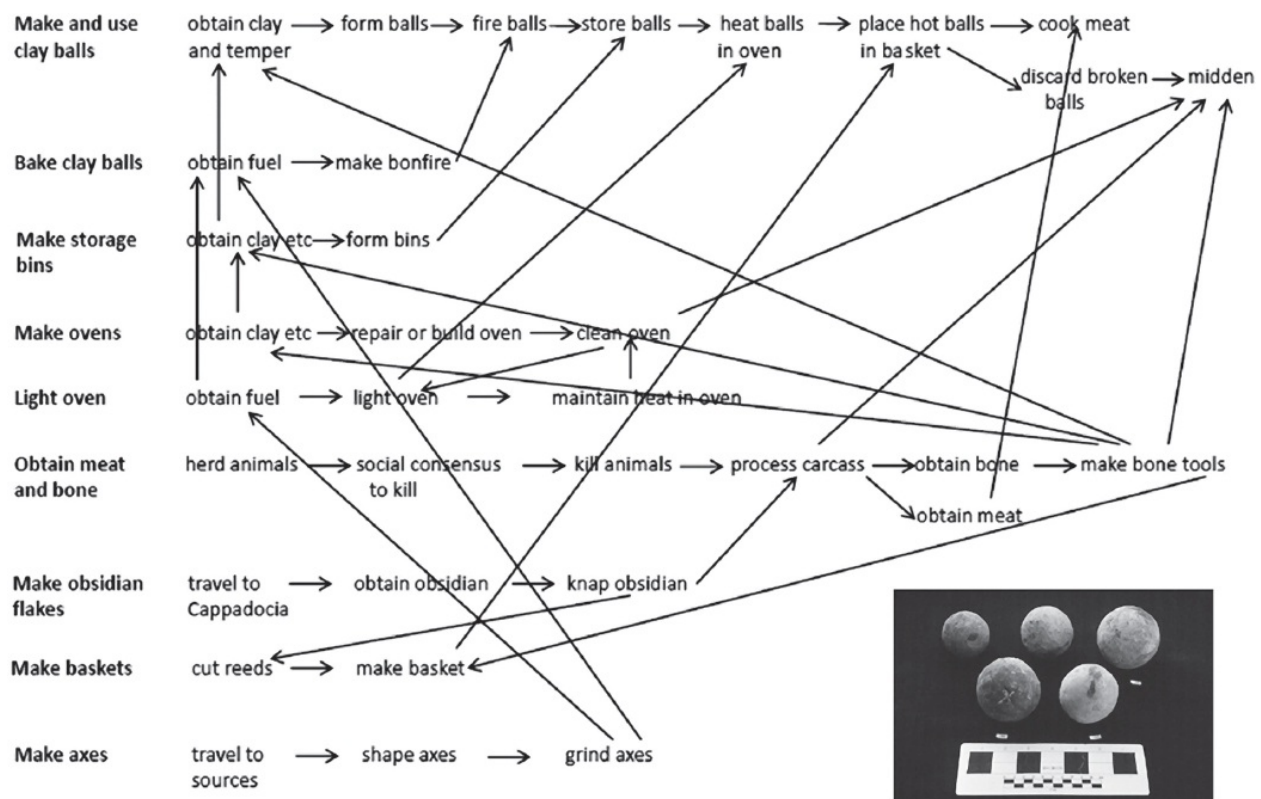 Make and use obtain clay form balls fire balls store balls heat balls place hot balls cook meat
clay balls and temper in oven in basket
discard broken midden
balls
Bake clay balls obtain fuel make bonfire
Make storage obtain clay etc form bins
bins
Make ovens obtain clay etc repair or build oven clean oven
Light oven obtain fuel light oven maintain heat in oven
Obtain meat herd animals social consensus kill animals process carcass obtain bone make bone tools
and bone to kill
obtain meat
Make obsidian travel to obtain obsidian knap obsidian
flakes Cappadocia
Make baskets cut reeds make basket
Make axes travel to shape axes grind axes
sources